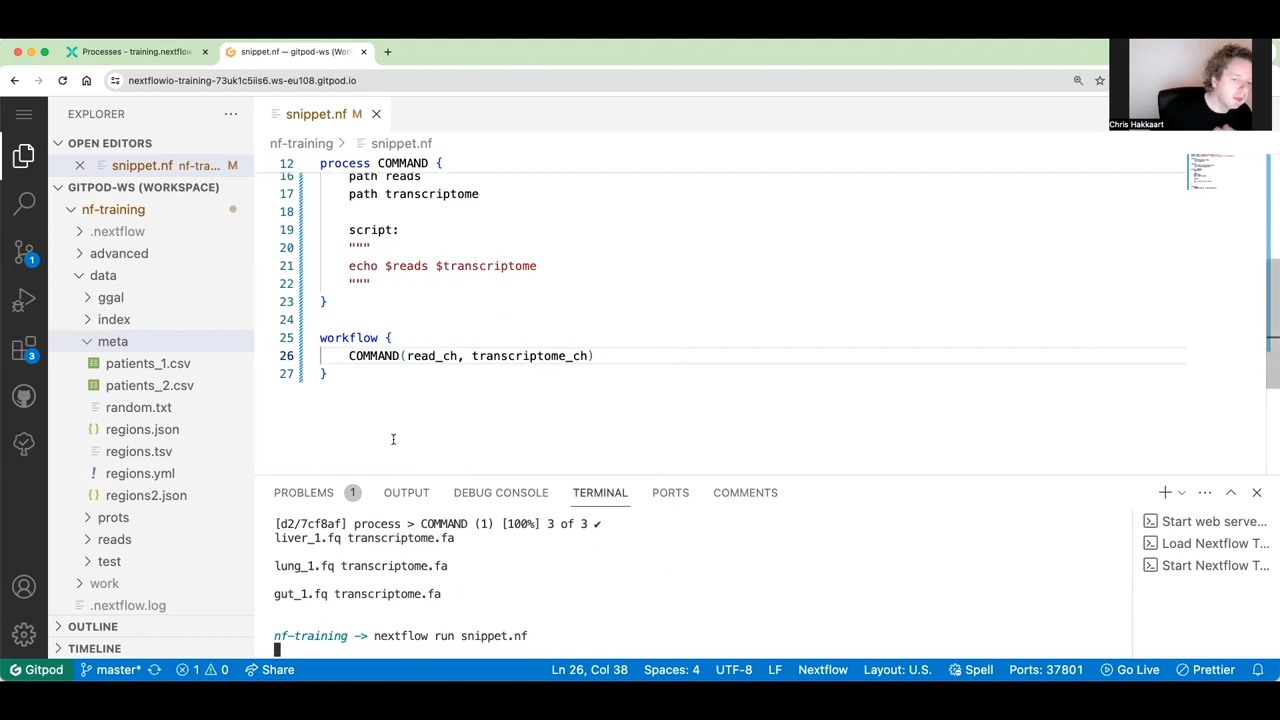 Processes - training.nextflow
snippet.nf — gitpod-ws (Wor
nextflowio-training-73uk1c5iis6.ws-eu108.gitpod.io
Chris Hakkaart
EXPLORER
OPEN EDITORS
snippet.nf nf-tra... M
GITPOD-WS (WORKSPACE)
nf-training
.nextflow
advanced
data
ggal
index
meta
patients_1.csv
patients_2.csv
random.txt
regions.json
regions.tsv
regions.yml
regions2.json
prots
reads
test
work
.nextflow.log
OUTLINE
TIMELINE
1
3
snippet.nf M
nf-training
snippet.nf
12 process COMMAND {
16 path reads
17 path transcriptome
18
19 script:
20 """
21 echo $reads $transcriptome
22 """
23 }
24
25 workflow {
26 COMMAND(read_ch, transcriptome_ch)
27 }
PROBLEMS 1 OUTPUT DEBUG CONSOLE TERMINAL PORTS COMMENTS
[d2/7cf8af] process > COMMAND (1) [100%] 3 of 3 ✔
liver_1.fq transcriptome.fa
lung_1.fq transcriptome.fa
gut_1.fq transcriptome.fa
nf-training -> nextflow run snippet.nf
Start web serve...
Load Nextflow T...
Start Nextflow T...
Gitpod master* 1 0 Share Ln 26, Col 38 Spaces: 4 UTF-8 LF Nextflow Layout: U.S. Spell Ports: 37801 Go Live Prettier